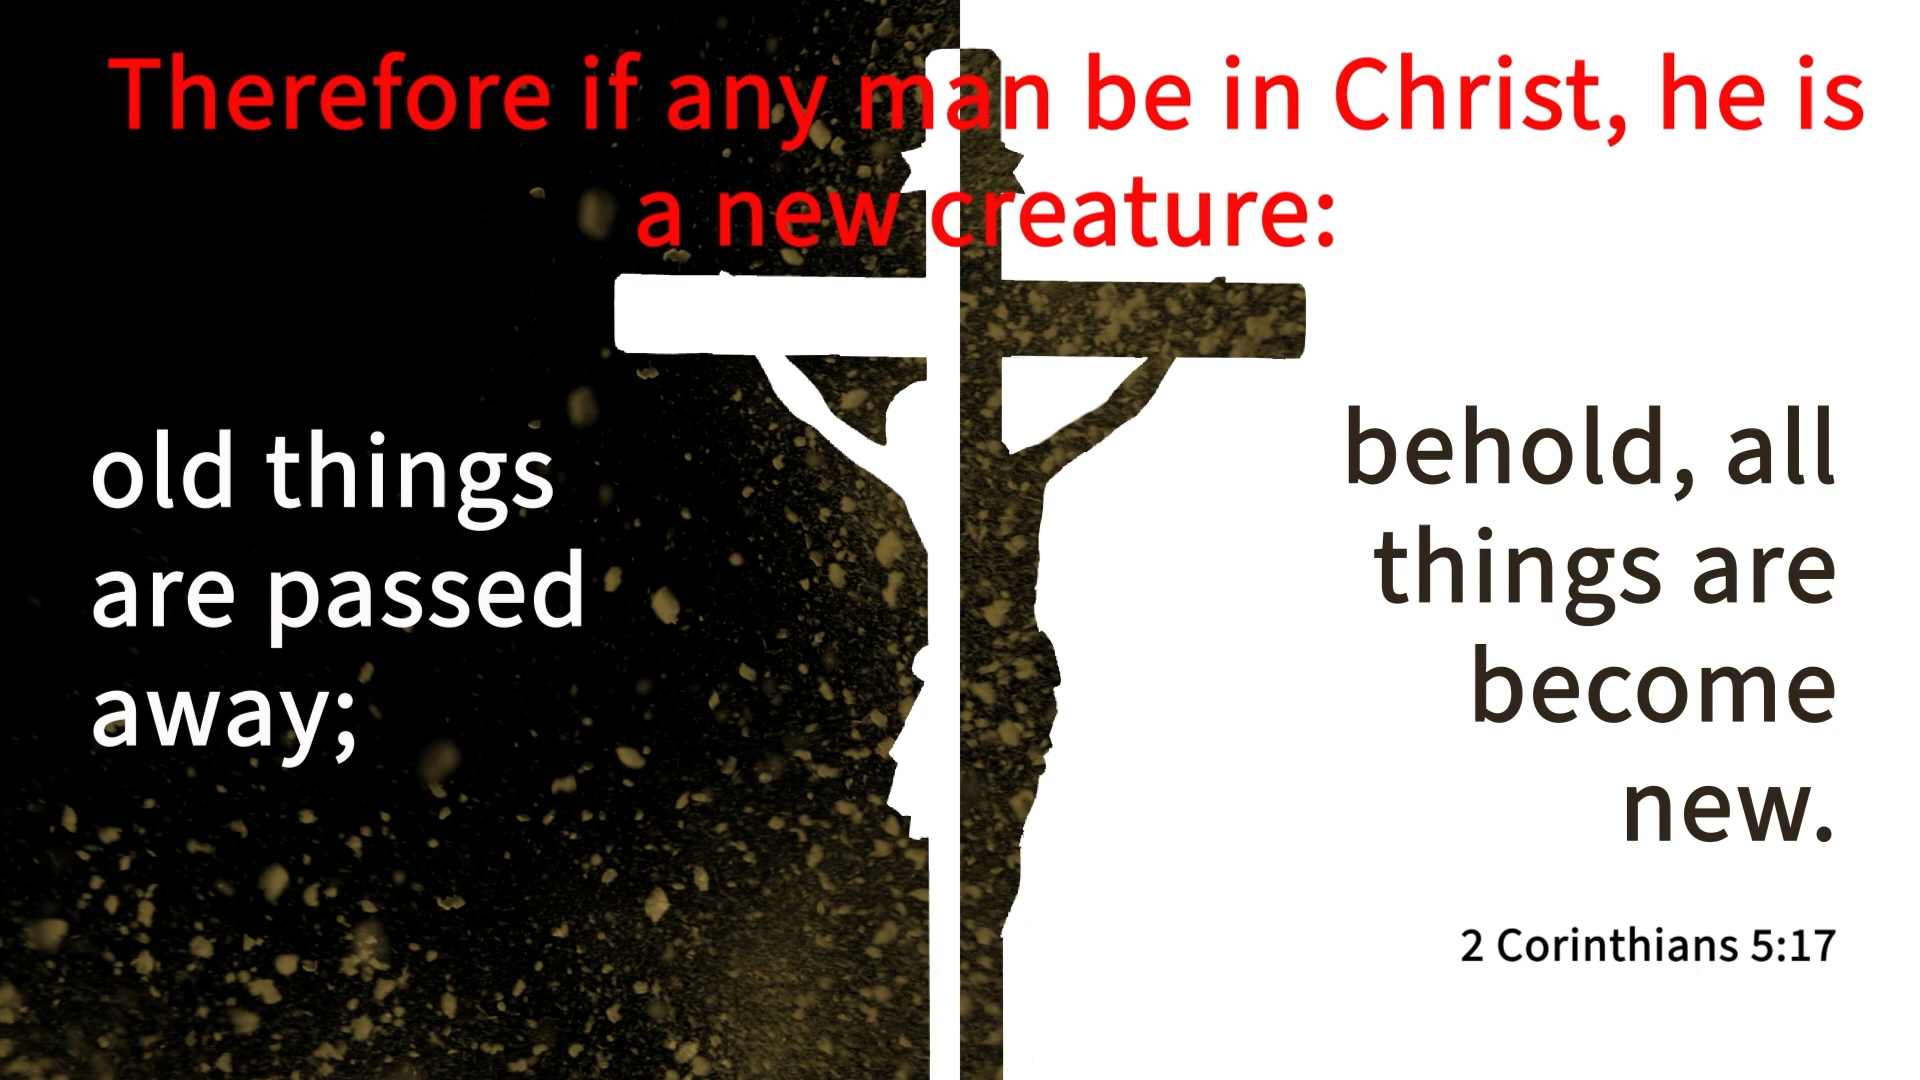 Therefore if any man be in Christ, he is
a new creature:
old things
are passed
away;
behold, all
things are
become
new.
2 Corinthians 5:17